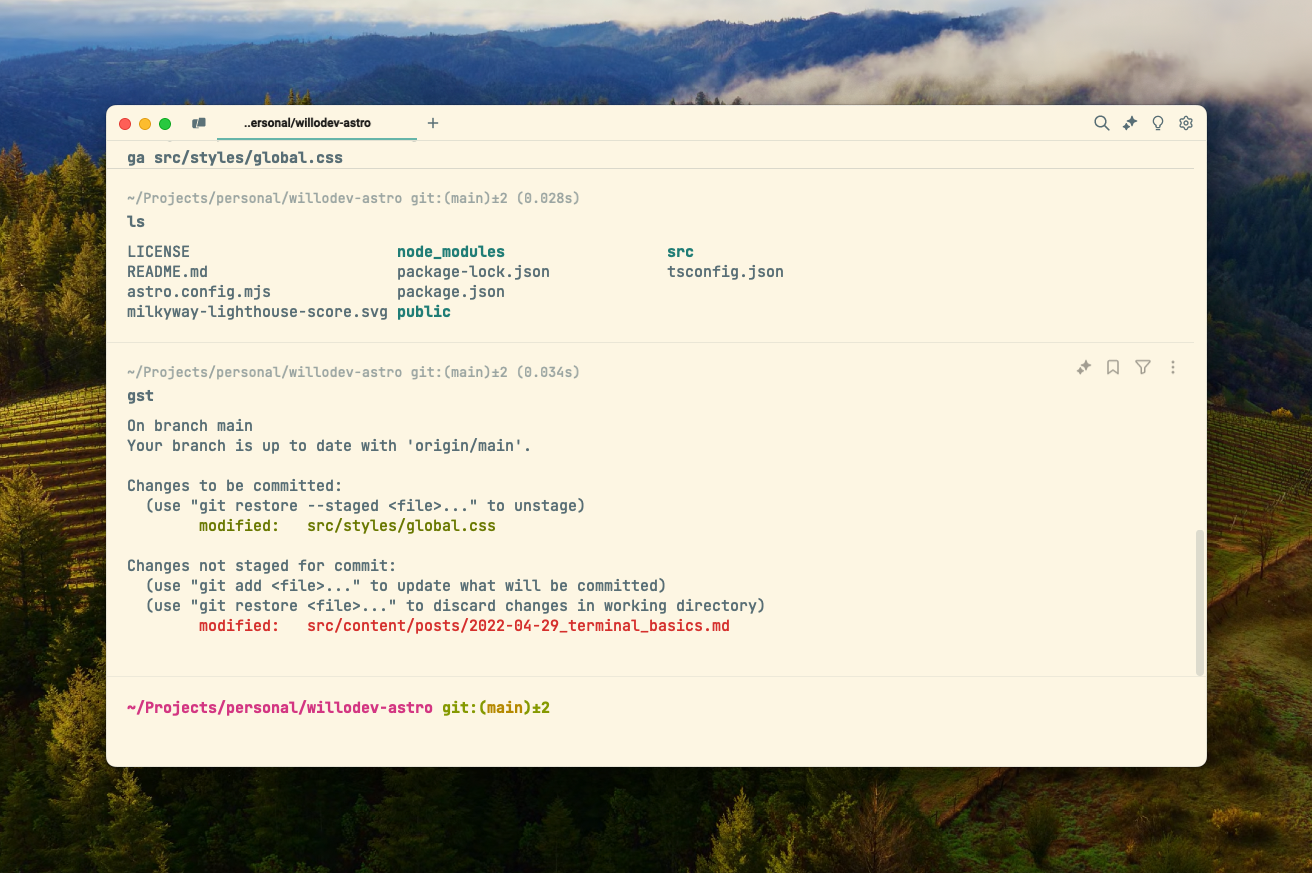 ..ersonal/willodev-astro
ga src/styles/global.css
~/Projects/personal/willodev-astro git:(main)±2 (0.028s)
ls
LICENSE node_modules src
README.md package-lock.json tsconfig.json
astro.config.mjs package.json
milkyway-lighthouse-score.svg public
~/Projects/personal/willodev-astro git:(main)±2 (0.034s)
gst
On branch main
Your branch is up to date with 'origin/main'.
Changes to be committed:
(use "git restore --staged <file>..." to unstage)
modified: src/styles/global.css
Changes not staged for commit:
(use "git add <file>..." to update what will be committed)
(use "git restore <file>..." to discard changes in working directory)
modified: src/content/posts/2022-04-29_terminal_basics.md
~/Projects/personal/willodev-astro git:(main)±2